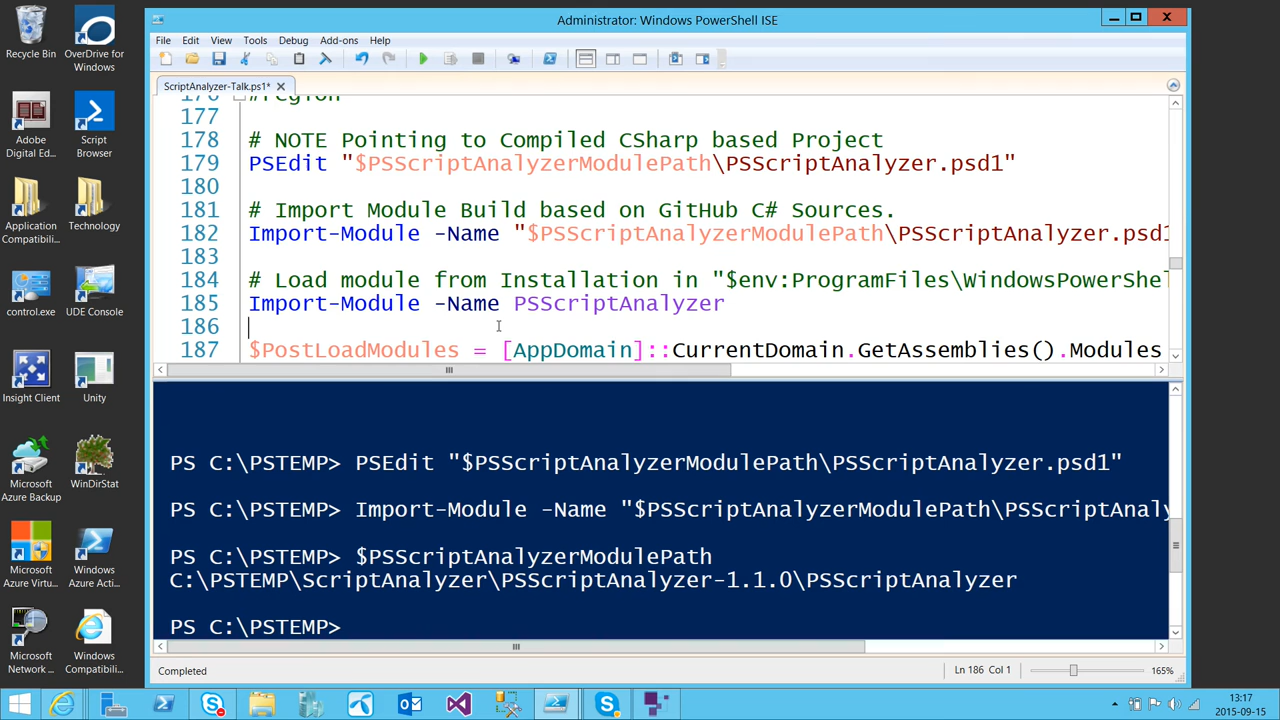 Administrator: Windows PowerShell ISE
File Edit View Tools Debug Add-ons Help
ScriptAnalyzer-Talk.ps1*
176 #region
177
178 # NOTE Pointing to Compiled CSharp based Project
179 PSEdit "$PSScriptAnalyzerModulePath\PSScriptAnalyzer.psd1"
180
181 # Import Module Build based on GitHub C# Sources.
182 Import-Module -Name "$PSScriptAnalyzerModulePath\PSScriptAnalyzer.psd1
183
184 # Load module from Installation in "$env:ProgramFiles\WindowsPowerShel
185 Import-Module -Name PSScriptAnalyzer
186
187 $PostLoadModules = [AppDomain]::CurrentDomain.GetAssemblies().Modules
PS C:\PSTEMP> PSEdit "$PSScriptAnalyzerModulePath\PSScriptAnalyzer.psd1"
PS C:\PSTEMP> Import-Module -Name "$PSScriptAnalyzerModulePath\PSScriptAnaly
PS C:\PSTEMP> $PSScriptAnalyzerModulePath
C:\PSTEMP\ScriptAnalyzer\PSScriptAnalyzer-1.1.0\PSScriptAnalyzer
PS C:\PSTEMP>
Completed
Ln 186 Col 1
165%
Recycle Bin
OverDrive for
Windows
Adobe
Digital Ed...
Script
Browser
Application
Compatibili...
Technology
control.exe
UDE Console
Insight Client
Unity
Microsoft
Azure Backup
WinDirStat
Microsoft
Azure Virtu...
Windows
Azure Acti...
Microsoft
Network ...
Windows
Compatibili...
13:17
2015-09-15